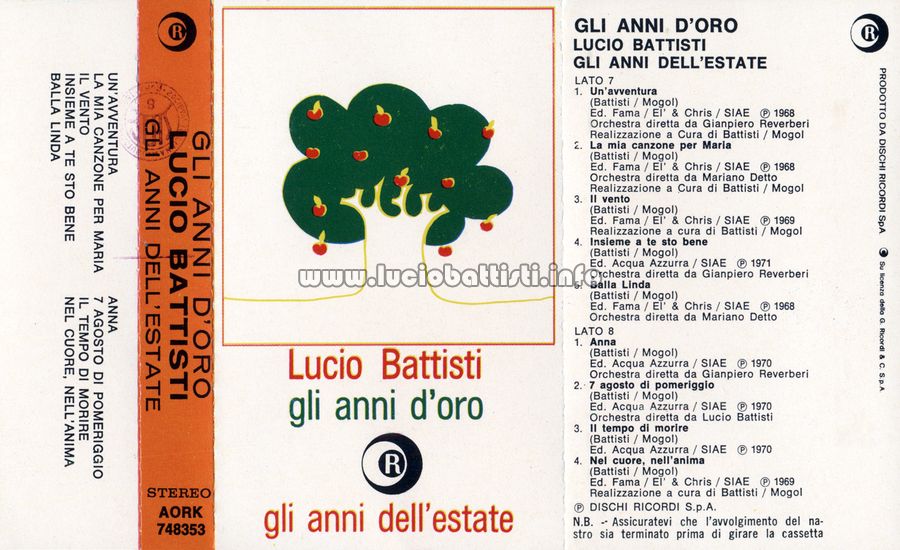 UN'AVVENTURA
LA MIA CANZONE PER MARIA
IL VENTO
INSIEME A TE STO BENE
BALLA LINDA
ANNA
7 AGOSTO DI POMERIGGIO
IL TEMPO DI MORIRE
NEL CUORE, NELL'ANIMA
R
GLI ANNI D'ORO
LUCIO BATTISTI
GLI ANNI DELL'ESTATE
STEREO
AORK
748353
www.luciobattisti.info
Lucio Battisti
gli anni d'oro
R
gli anni dell'estate
GLI ANNI D'ORO
LUCIO BATTISTI
GLI ANNI DELL'ESTATE
LATO 7
1. Un'avventura
(Battisti / Mogol)
Ed. Fama / El' & Chris / SIAE Ⓟ 1968
Orchestra diretta da Gianpiero Reverberi
Realizzazione a Cura di Battisti / Mogol
2. La mia canzone per Maria
(Battisti / Mogol)
Ed. Fama / El' & Chris / SIAE Ⓟ 1968
Orchestra diretta da Mariano Detto
Realizzazione a Cura di Battisti / Mogol
3. Il vento
(Battisti / Mogol)
Ed. Fama / El' & Chris / SIAE Ⓟ 1969
4. Insieme a te sto bene
(Battisti / Mogol)
Ed. Acqua Azzurra / SIAE Ⓟ 1971
Orchestra diretta da Gianpiero Reverberi
5. Balla Linda
(Battisti / Mogol)
Ed. Fama / El' & Chris / SIAE Ⓟ 1968
Orchestra diretta da Mariano Detto
LATO 8
1. Anna
(Battisti / Mogol)
Ed. Acqua Azzurra / SIAE Ⓟ 1970
Orchestra diretta da Gianpiero Reverberi
2. 7 agosto di pomeriggio
(Battisti / Mogol)
Ed. Acqua Azzurra / SIAE Ⓟ 1970
Orchestra diretta da Lucio Battisti
3. Il tempo di morire
(Battisti / Mogol)
Ed. Acqua Azzurra / SIAE Ⓟ 1970
4. Nel cuore, nell'anima
(Battisti / Mogol)
Ed. Fama / El' & Chris / SIAE Ⓟ 1969
Realizzazione a cura di Battisti / Mogol
Ⓟ DISCHI RICORDI S.p.A.
N.B. - Assicuratevi che l'avvolgimento del na-
stro sia terminato prima di girare la cassetta
R
PRODOTTO DA DISCHI RICORDI SpA
R Su licenza della G. Ricordi & C. S.p.A